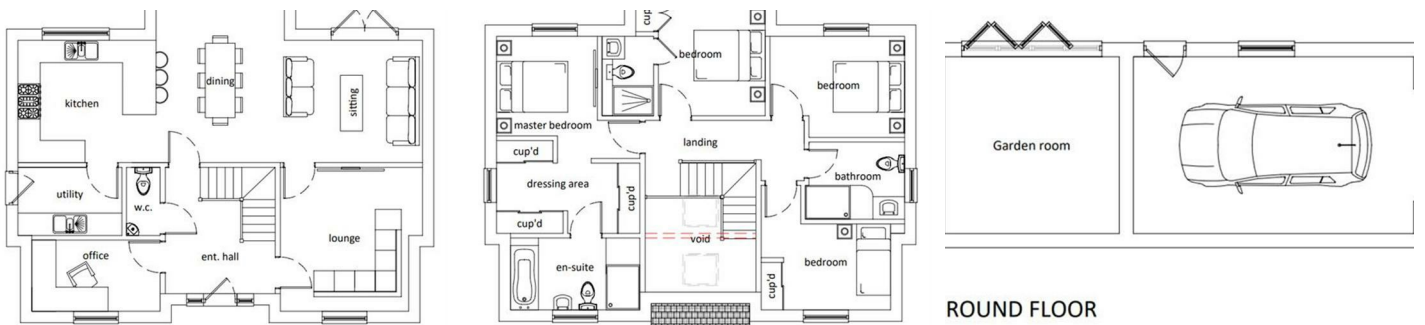 kitchen
dining
sitting
utility
w.c.
office
ent. hall
lounge
cup'd
bedroom
bedroom
master bedroom
cup'd
landing
dressing area
cup'd
bathroom
cup'd
void
en-suite
bedroom
cup'd
Garden room
ROUND FLOOR